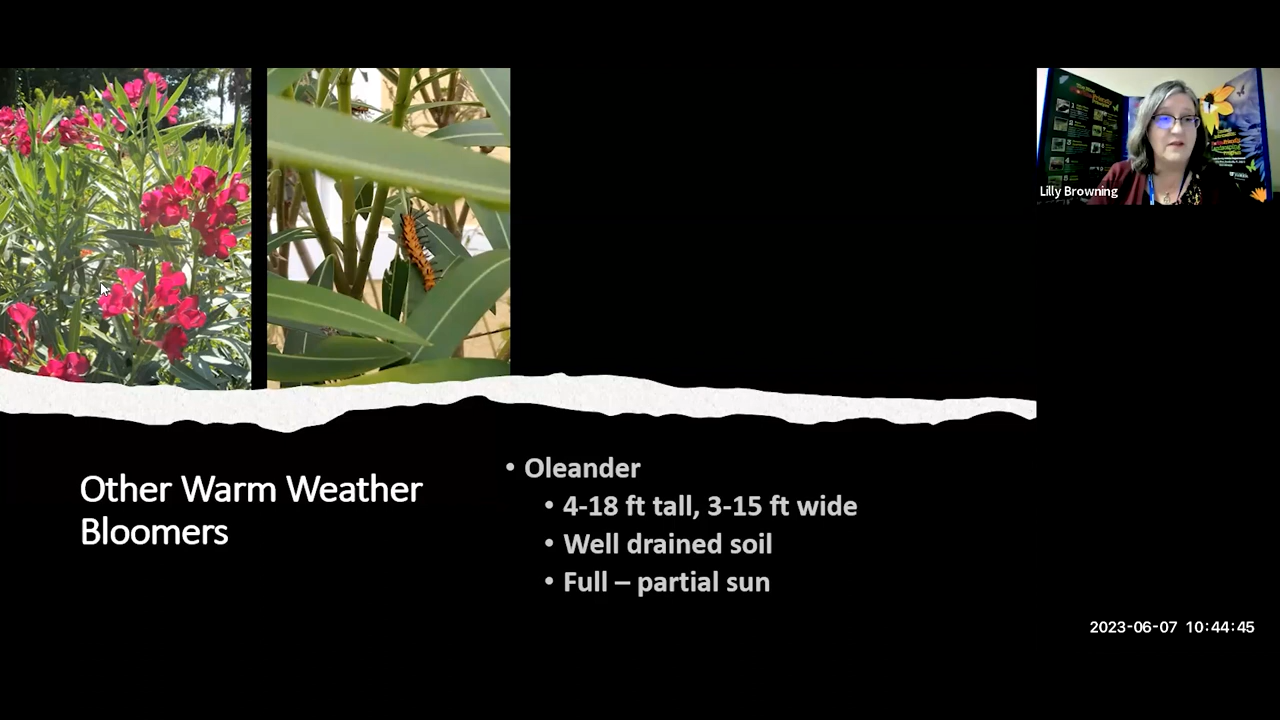 Lilly Browning
Other Warm Weather
Bloomers
• Oleander
• 4-18 ft tall, 3-15 ft wide
• Well drained soil
• Full – partial sun
2023-06-07 10:44:45